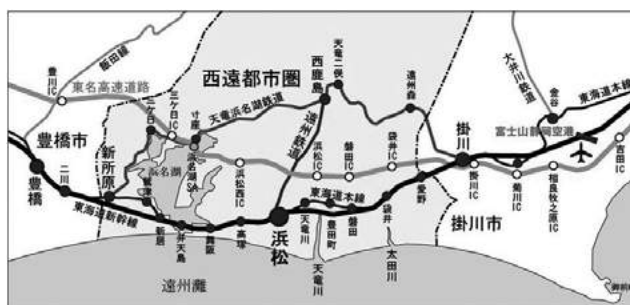 飯田線
豊川IC
東名高速道路
三ケ日
三ケ日IC
寸座
浜名湖SA
天竜浜名湖鉄道
西遠都市圏
西鹿島
天竜二俣
遠州森
遠州鉄道
大井川鉄道
金谷
東海道本線
富士山静岡空港
豊橋市
豊橋
二川
新所原
鷲津
新居
弁天島
舞阪
高塚
浜名湖
浜松西IC
浜松
浜松IC
磐田IC
袋井IC
東海道本線
天竜川
豊田町
磐田
袋井
愛野
掛川
掛川IC
菊川IC
相良牧之原IC
吉田IC
掛川市
東海道新幹線
天竜川
太田川
遠州灘